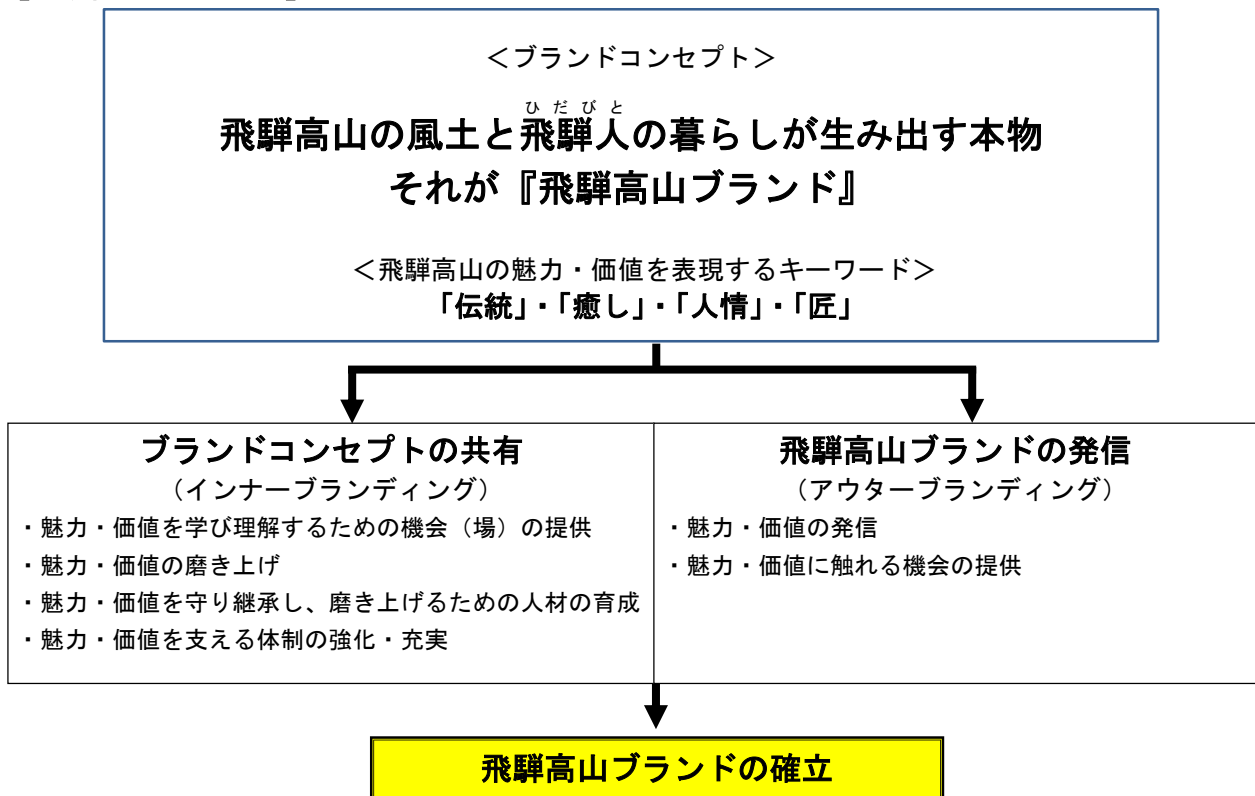 ＜ブランドコンセプト＞
ひだびと
飛騨高山の風土と飛騨人の暮らしが生み出す本物
それが『飛騨高山ブランド』
＜飛騨高山の魅力・価値を表現するキーワード＞
「伝統」・「癒し」・「人情」・「匠」
ブランドコンセプトの共有
（インナーブランディング）
・魅力・価値を学び理解するための機会（場）の提供
・魅力・価値の磨き上げ
・魅力・価値を守り継承し、磨き上げるための人材の育成
・魅力・価値を支える体制の強化・充実
飛騨高山ブランドの発信
（アウターブランディング）
・魅力・価値の発信
・魅力・価値に触れる機会の提供
飛騨高山ブランドの確立